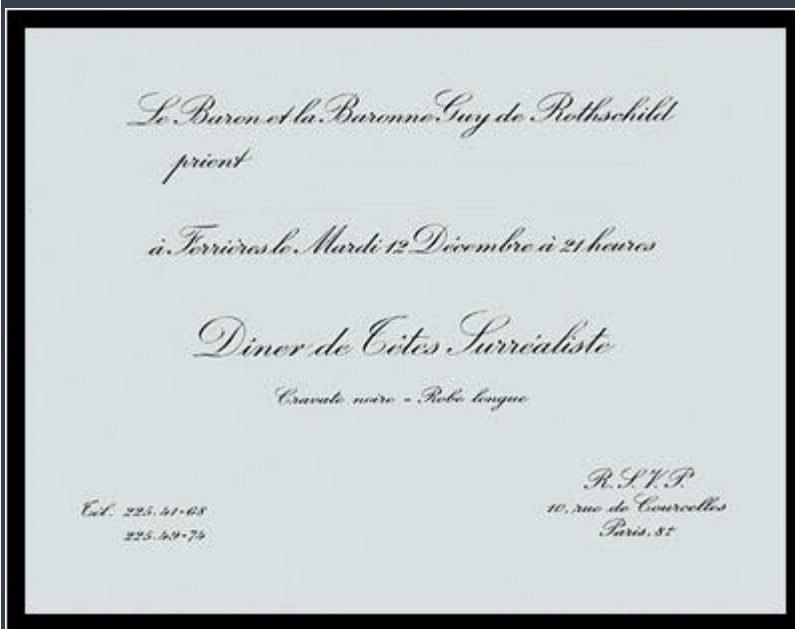 Le Baron et la Baronne Guy de Rothschild
prient
à Ferrières le Mardi 12 Décembre à 21 heures
Dîner de Têtes Surréaliste
Cravate noire - Robe longue
R.S.V.P.
Tél. 225.41-68
10, rue de Courcelles
225.49-74
Paris. 8e